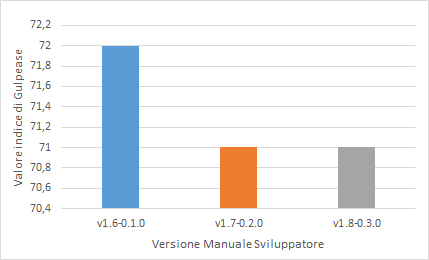 Valore indice di Gulpease
72,2
72
71,8
71,6
71,4
71,2
71
70,8
70,6
70,4
v1.6-0.1.0
v1.7-0.2.0
v1.8-0.3.0
Versione Manuale Sviluppatore